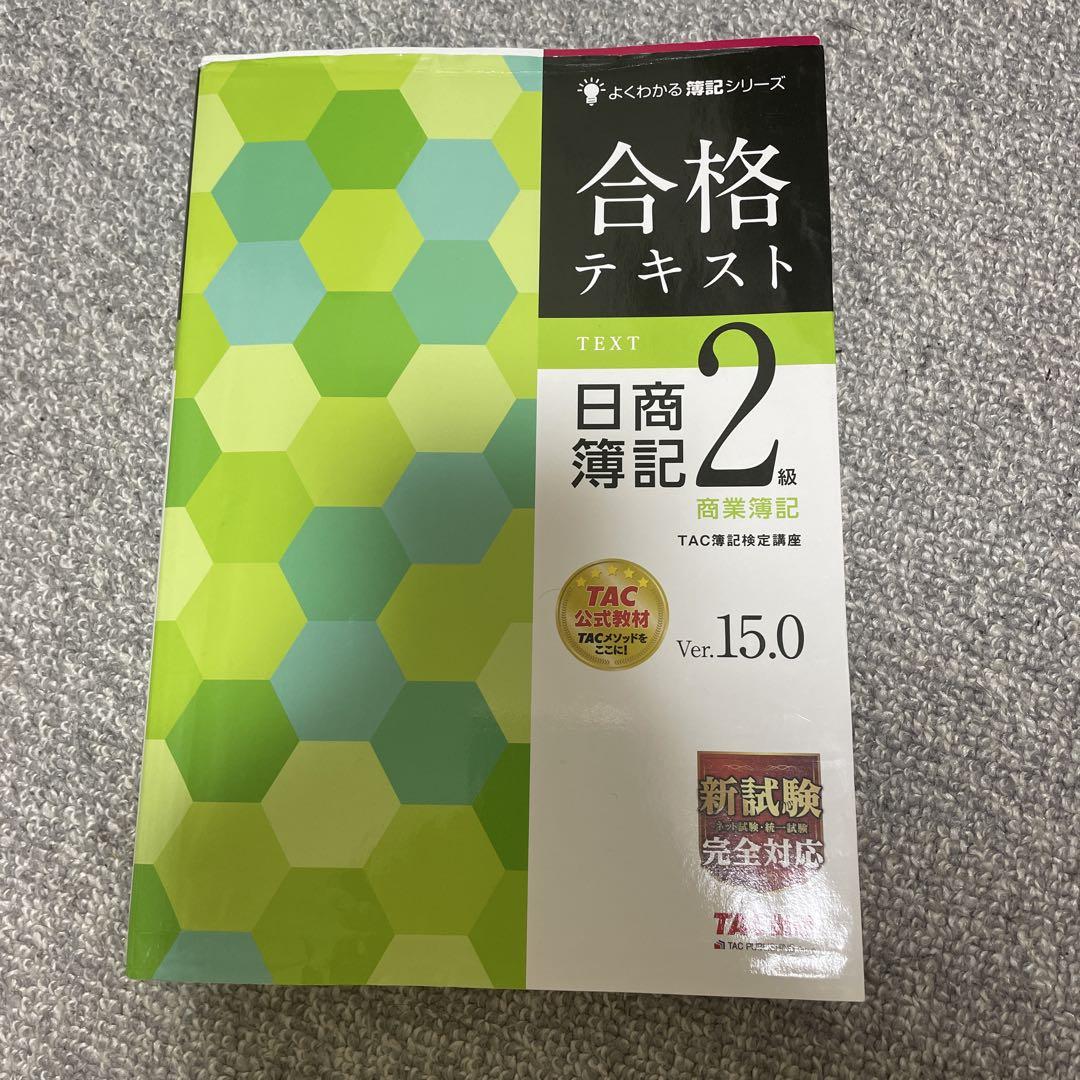 よくわかる簿記シリーズ
合格
テキスト
TEXT
日商
簿記
2級
商業簿記
TAC簿記検定講座
TAC
公式教材
TACメソッドを
ここに!
Ver.15.0
新試験
ネット試験・統一試験
完全対応
TAC PUBLISHING